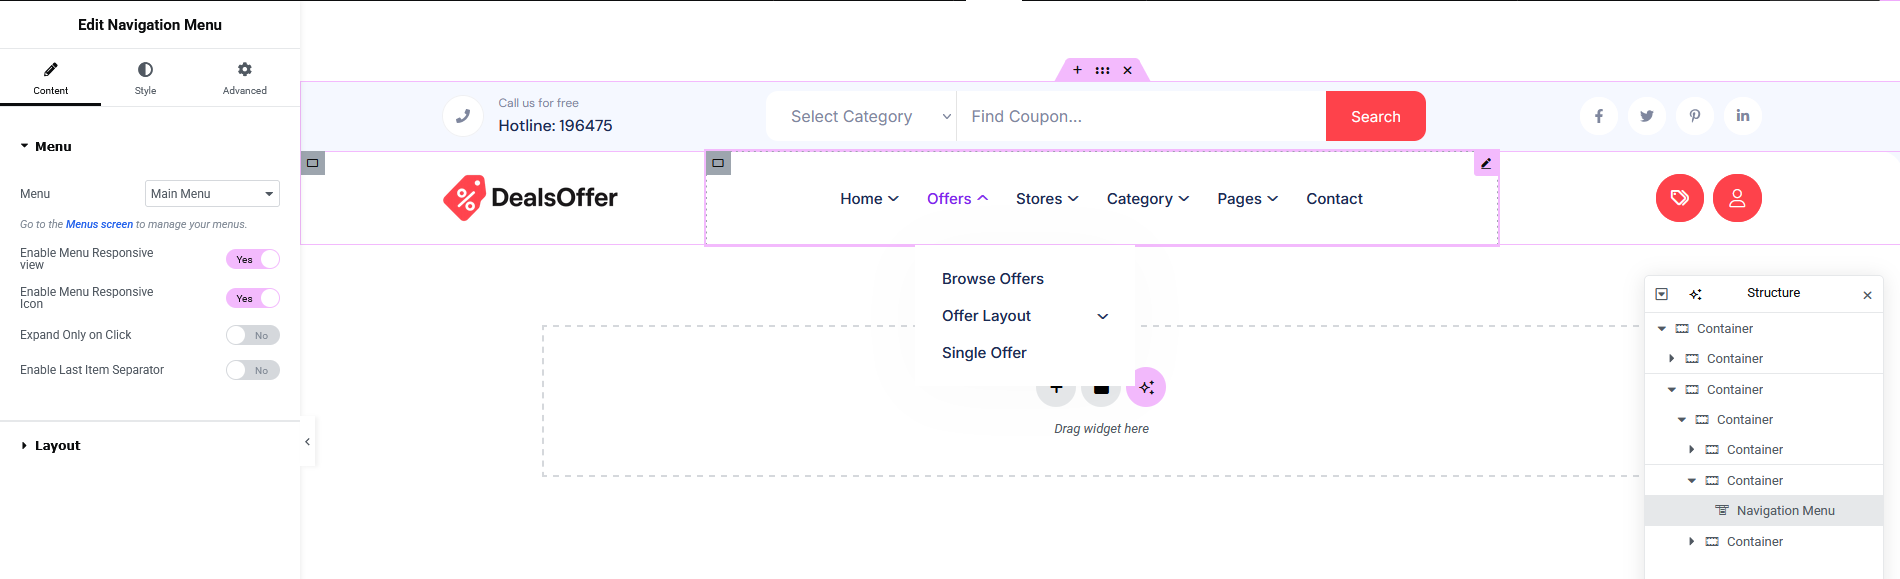 Edit Navigation Menu
Content
Style
Advanced
Menu
Menu
Main Menu
Go to the Menus screen to manage your menus.
Enable Menu Responsive
view
Yes
Enable Menu Responsive
Icon
Yes
Expand Only on Click
No
Enable Last Item Separator
No
Layout
Call us for free
Hotline: 196475
Select Category
Find Coupon...
Search
DealsOffer
Home
Offers
Stores
Category
Pages
Contact
Browse Offers
Offer Layout
Single Offer
Drag widget here
Structure
Container
Container
Container
Container
Container
Container
Navigation Menu
Container